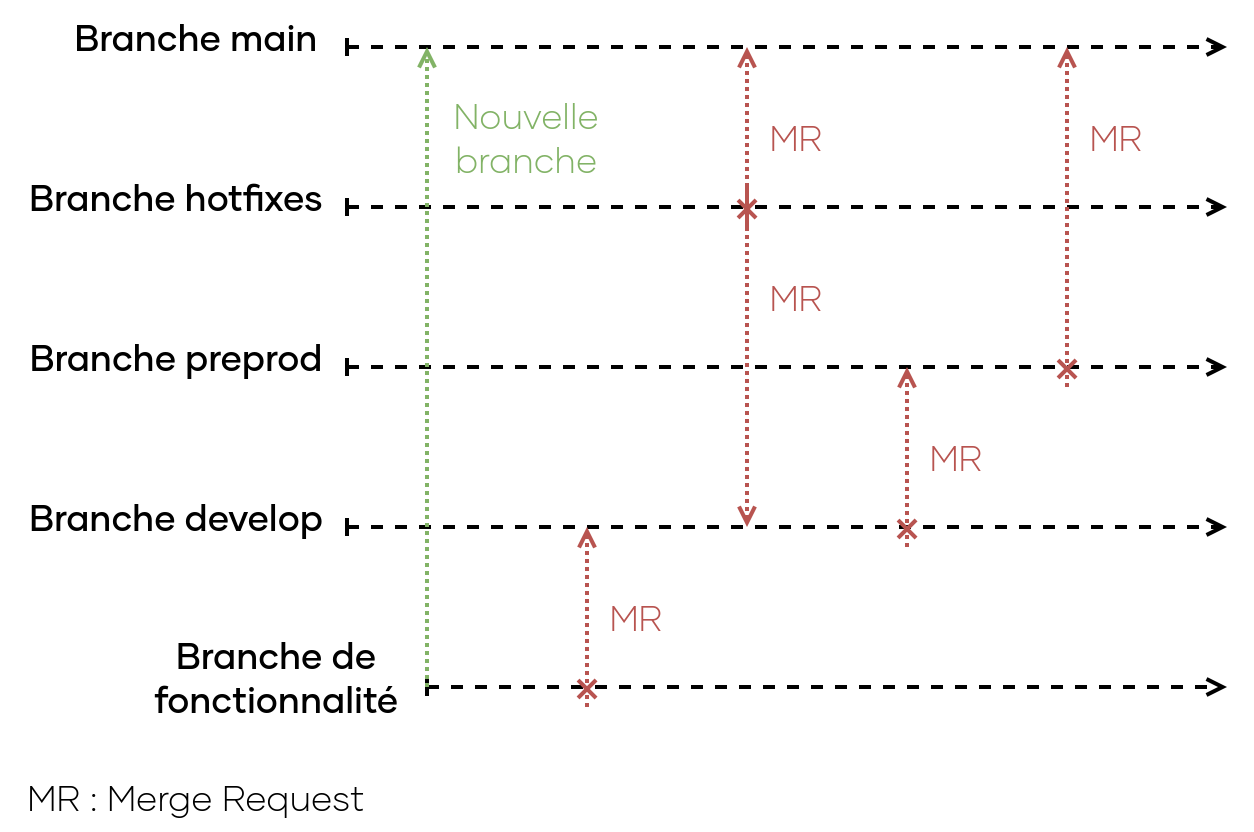 Branche main
Nouvelle
branche
MR
MR
Branche hotfixes
MR
Branche preprod
MR
Branche develop
MR
Branche de
fonctionnalité
MR : Merge Request